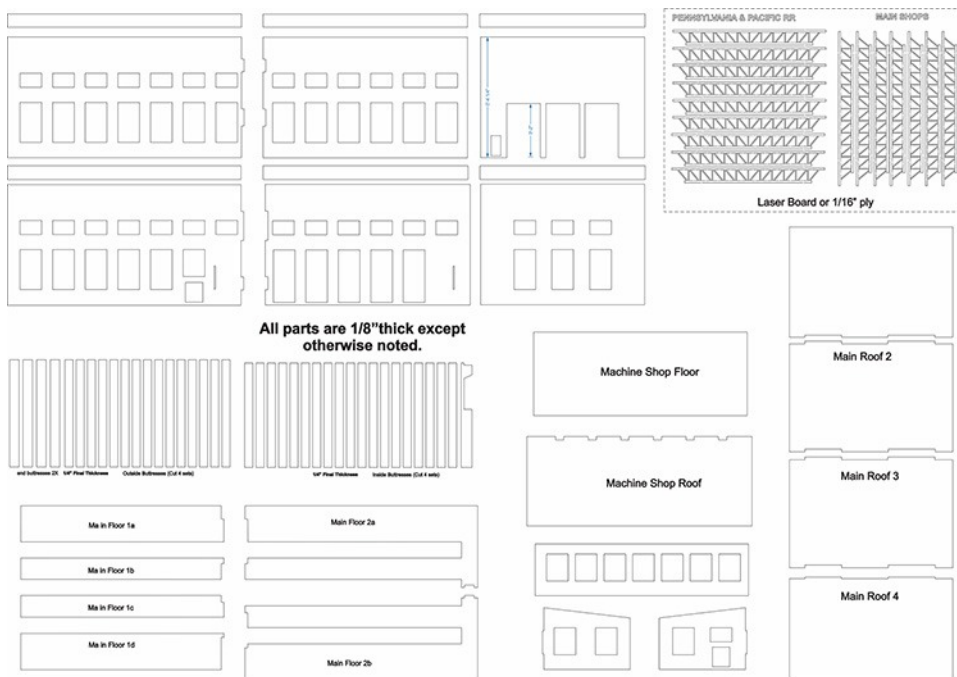 PENNSYLVANIA & PACIFIC RR
MAIN SHOPS
Laser Board or 1/16" ply
All parts are 1/8"thick except
otherwise noted.
Main Roof 2
Machine Shop Floor
and buttresses 2X 1/4" Final Thickness Outside Buttresses (Cut 4 sets)
1/4" Final Thickness Inside Buttresses (Cut 4 sets)
Main Roof 3
Machine Shop Roof
Ma in Floor 1a
Main Floor 2a
Ma in Floor 1b
Ma in Floor 1c
Main Roof 4
Ma in Floor 1d
Main Floor 2b